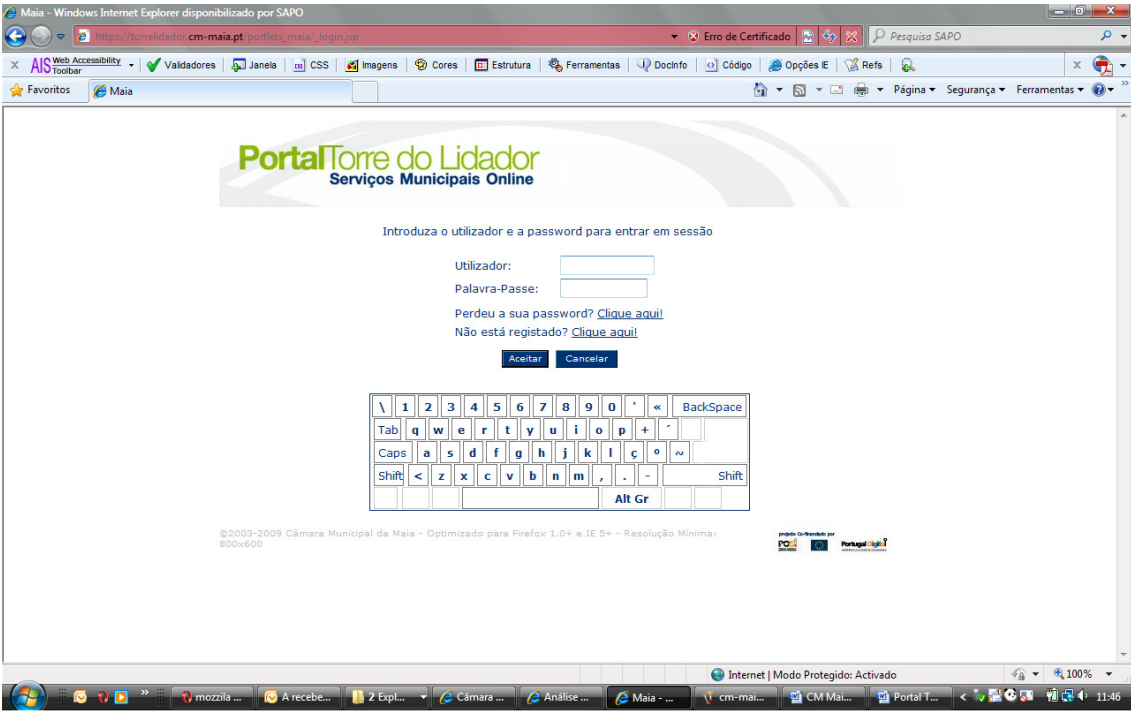 Maia - Windows Internet Explorer disponibilizado por SAPO
https://torrelidador.cm-maia.pt/portlets_maia/_login.jsp
Erro de Certificado
Pesquisa SAPO
x AIS Web Accessibility Toolbar Validadores Janela CSS Imagens Cores Estrutura Ferramentas DocInfo Código Opções IE Refs x
Favoritos Maia Página Segurança Ferramentas
PortalTorre do Lidador
Serviços Municipais Online
Introduza o utilizador e a password para entrar em sessão
Utilizador:
Palavra-Passe:
Perdeu a sua password? Clique aqui!
Não está registado? Clique aqui!
Aceitar Cancelar
\ 1 2 3 4 5 6 7 8 9 0 ' « BackSpace
Tab q w e r t y u i o p + ´
Caps a s d f g h j k l ç º ~
Shift < z x c v b n m , . - Shift
Alt Gr
©2003-2009 Câmara Municipal da Maia - Optimizado para Firefox 1.0+ e IE 5+ - Resolução Mínima:
800x600
projecto Co-financiado por
Portugal Digital
Internet | Modo Protegido: Activado 100%
mozzila ... A recebe... 2 Expl... Câmara ... Análise ... Maia - ... cm-mai... CM Mai... Portal T... 11:46